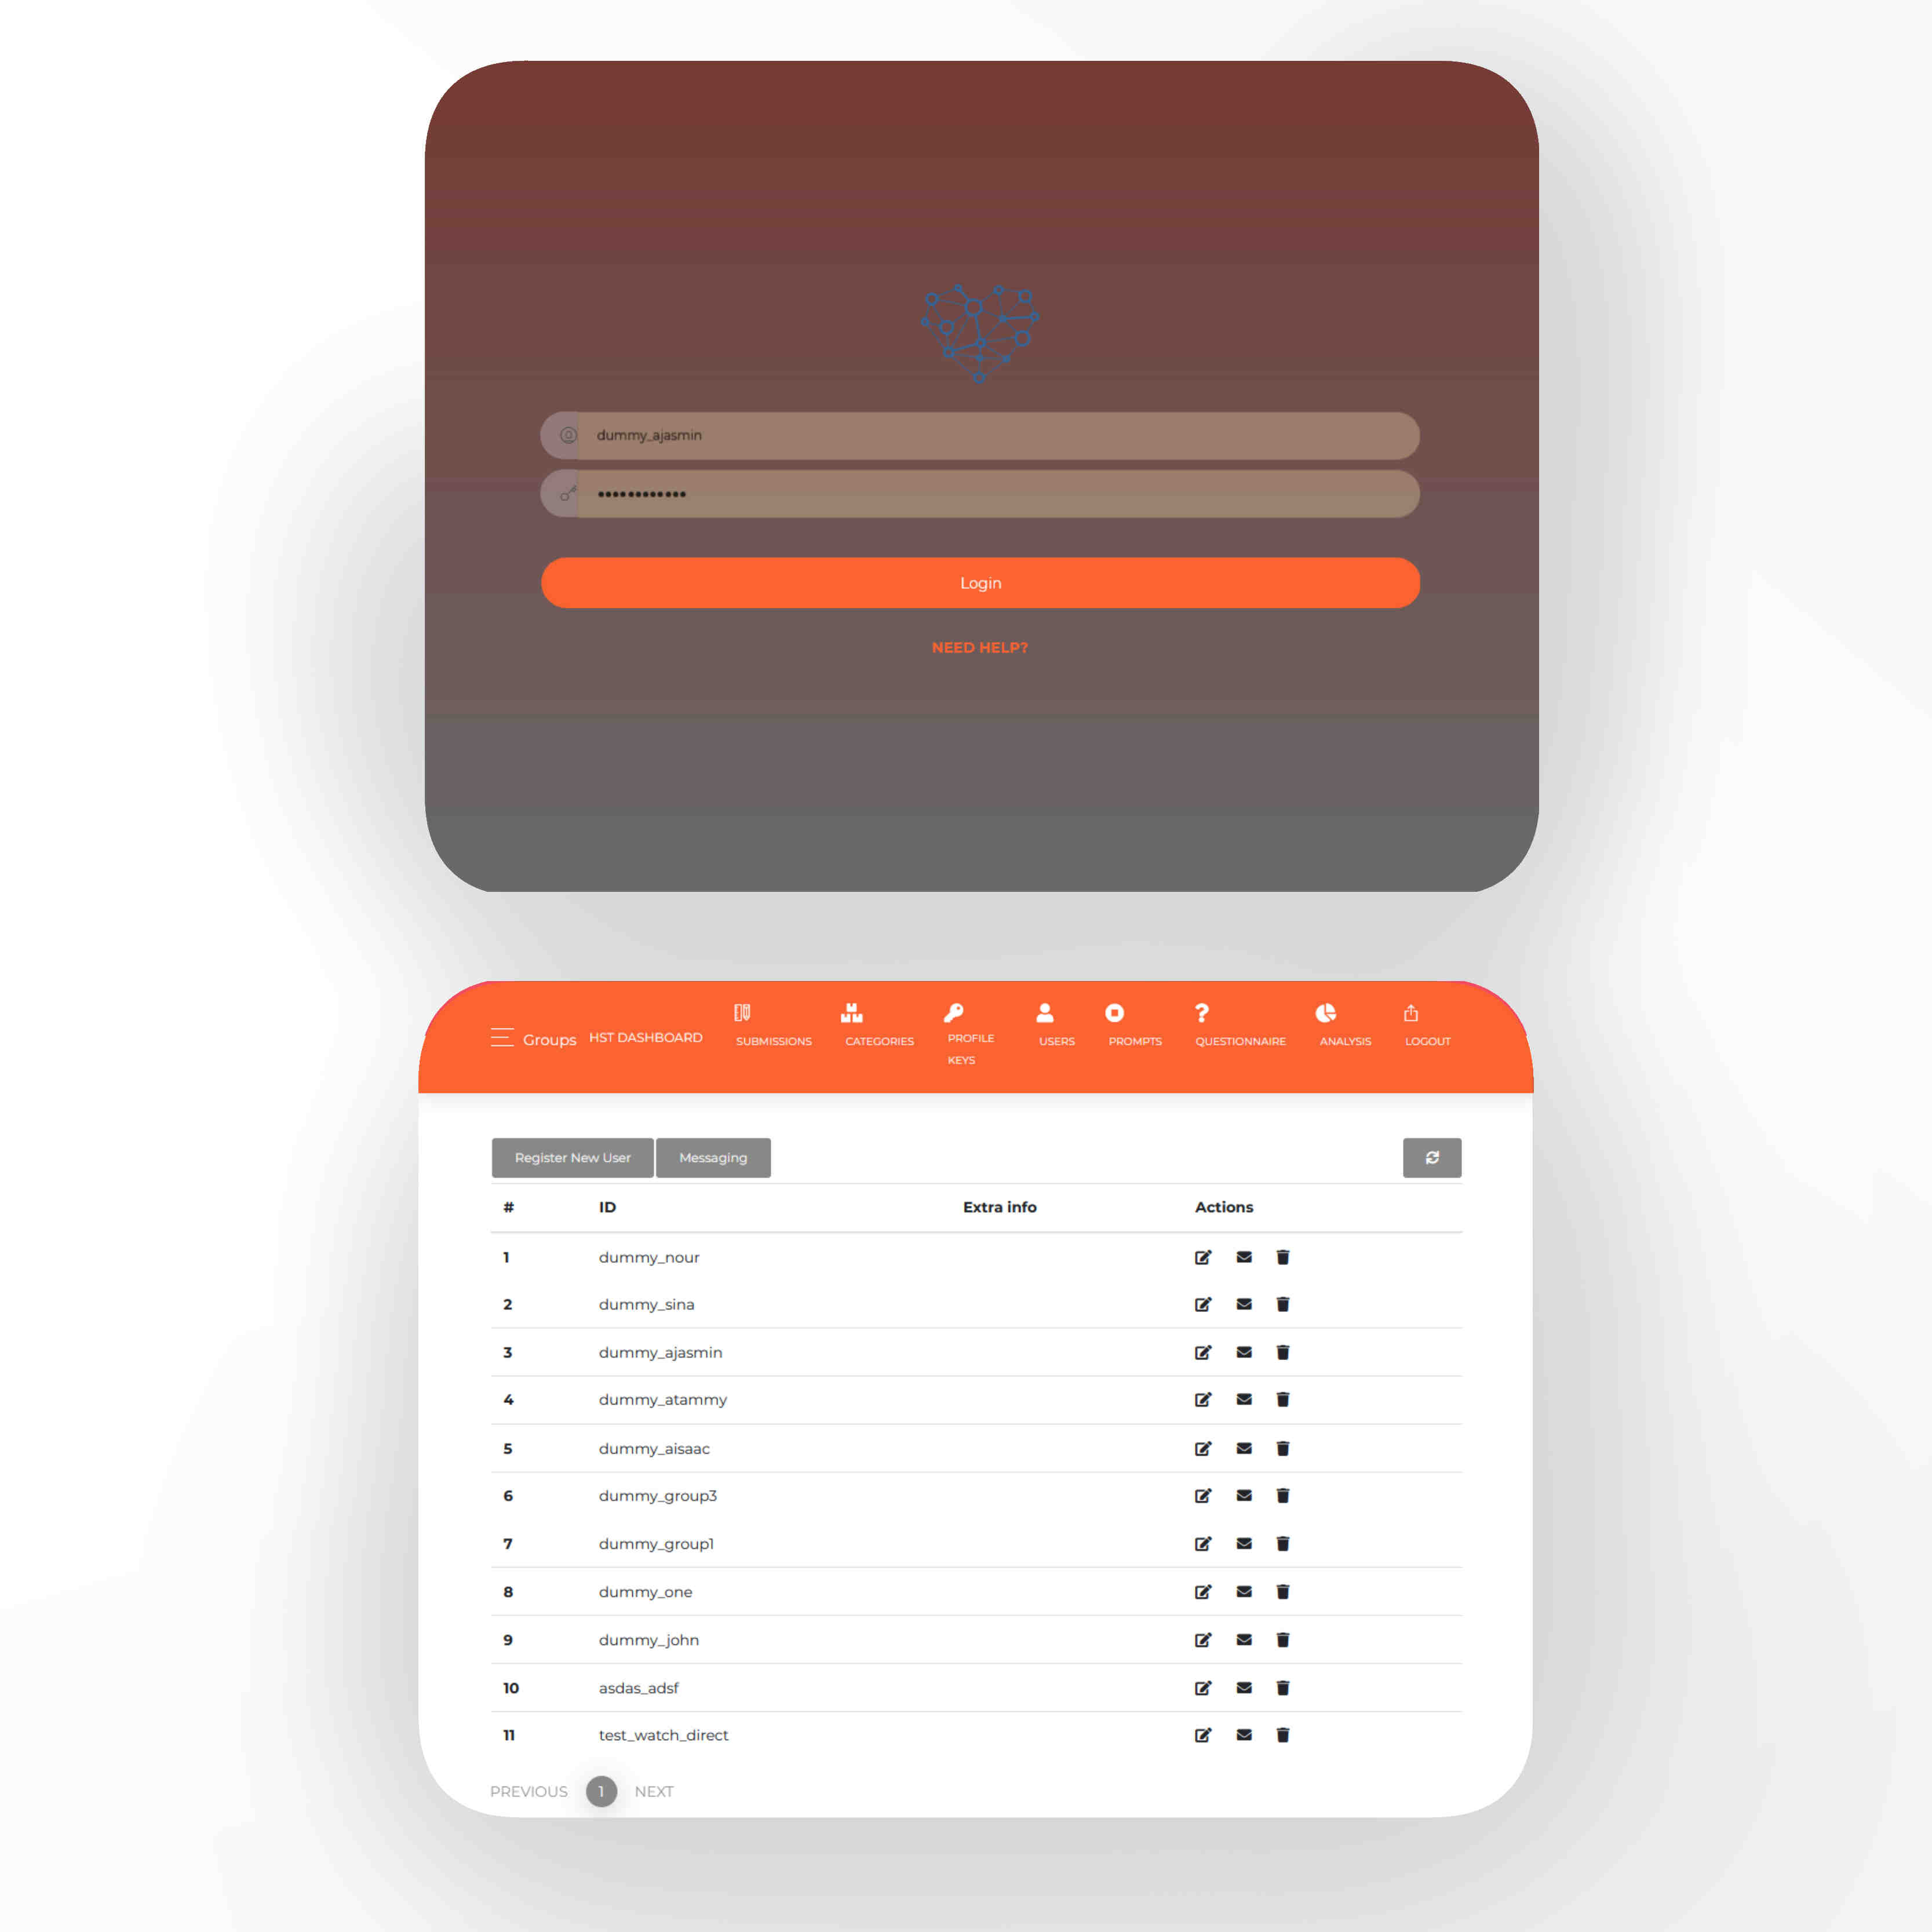 dummy_ajasmin
••••••••••••
Login
NEED HELP?
Groups HST DASHBOARD SUBMISSIONS CATEGORIES PROFILE KEYS USERS PROMPTS QUESTIONNAIRE ANALYSIS LOGOUT
Register New User Messaging
# ID Extra info Actions
1 dummy_nour
2 dummy_sina
3 dummy_ajasmin
4 dummy_atammy
5 dummy_aisaac
6 dummy_group3
7 dummy_group1
8 dummy_one
9 dummy_john
10 asdas_adsf
11 test_watch_direct
PREVIOUS 1 NEXT